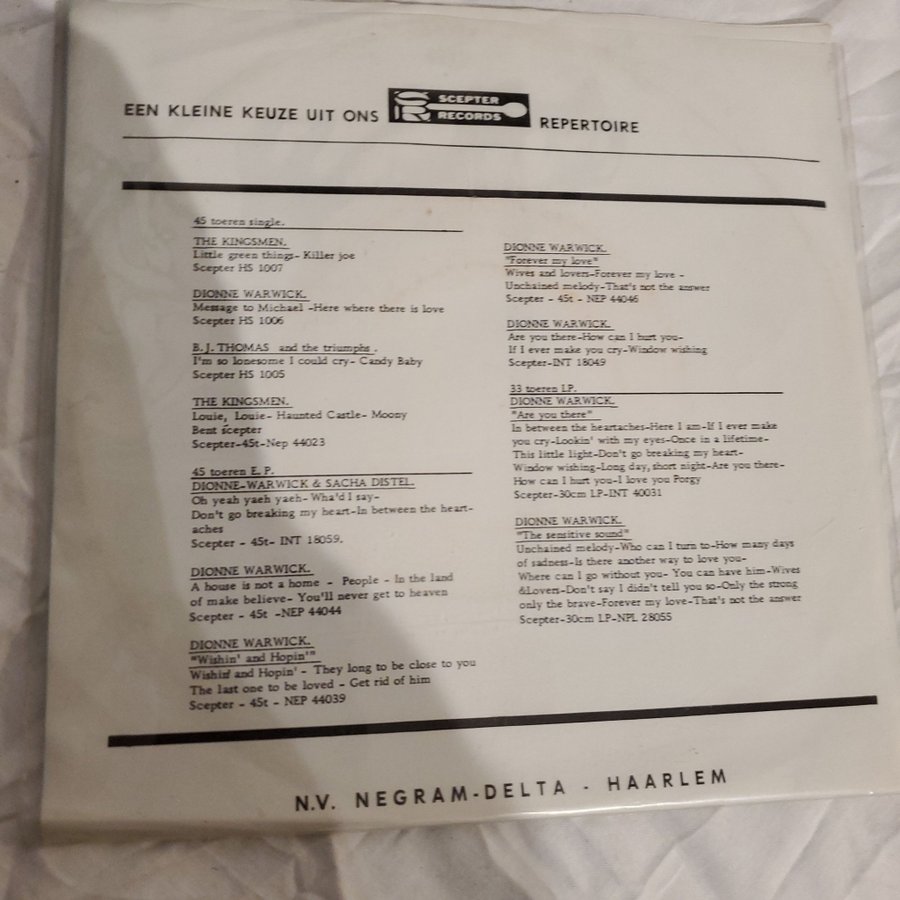 EEN KLEINE KEUZE UIT ONS SCEPTER RECORDS REPERTOIRE
45 toeren single.
THE KINGSMEN.
Little green things- Killer joe
Scepter HS 1007
DIONNE WARWICK.
Message to Michael -Here where there is love
Scepter HS 1006
B.J. THOMAS and the triumphs .
I'm so lonesome I could cry- Candy Baby
Scepter HS 1005
THE KINGSMEN.
Louie, Louie- Haunted Castle- Moony
Bent scepter
Scepter-45t-Nep 44023
45 toeren E.P.
DIONNE-WARWICK & SACHA DISTEL.
Oh yeah yaeh yaeh- Wha'd I say-
Don't go breaking my heart-In between the heart-
aches
Scepter - 45t- INT 18059.
DIONNE WARWICK.
A house is not a home - People - In the land
of make believe- You'll never get to heaven
Scepter - 45t -NEP 44044
DIONNE WARWICK.
"Wishin' and Hopin'"
Wishin' and Hopin' - They long to be close to you
The last one to be loved - Get rid of him
Scepter - 45t - NEP 44039
DIONNE WARWICK.
"Forever my love"
Wives and lovers-Forever my love -
Unchained melody-That's not the answer
Scepter - 45t - NEP 44046
DIONNE WARWICK.
Are you there-How can I hurt you-
If I ever make you cry-Window wishing
Scepter-INT 18049
33 toeren LP.
DIONNE WARWICK.
"Are you there"
In between the heartaches-Here I am-If I ever make
you cry-Lookin' with my eyes-Once in a lifetime-
This little light-Don't go breaking my heart-
Window wishing-Long day, short night-Are you there-
How can I hurt you-I love you Porgy
Scepter-30cm LP-INT 40031
DIONNE WARWICK.
"The sensitive sound"
Unchained melody-Who can I turn to-How many days
of sadness-Is there another way to love you-
Where can I go without you- You can have him-Wives
&Lovers-Don't say I didn't tell you so-Only the strong
only the brave-Forever my love-That's not the answer
Scepter-30cm LP-NPL 28055
N.V. NEGRAM-DELTA - HAARLEM